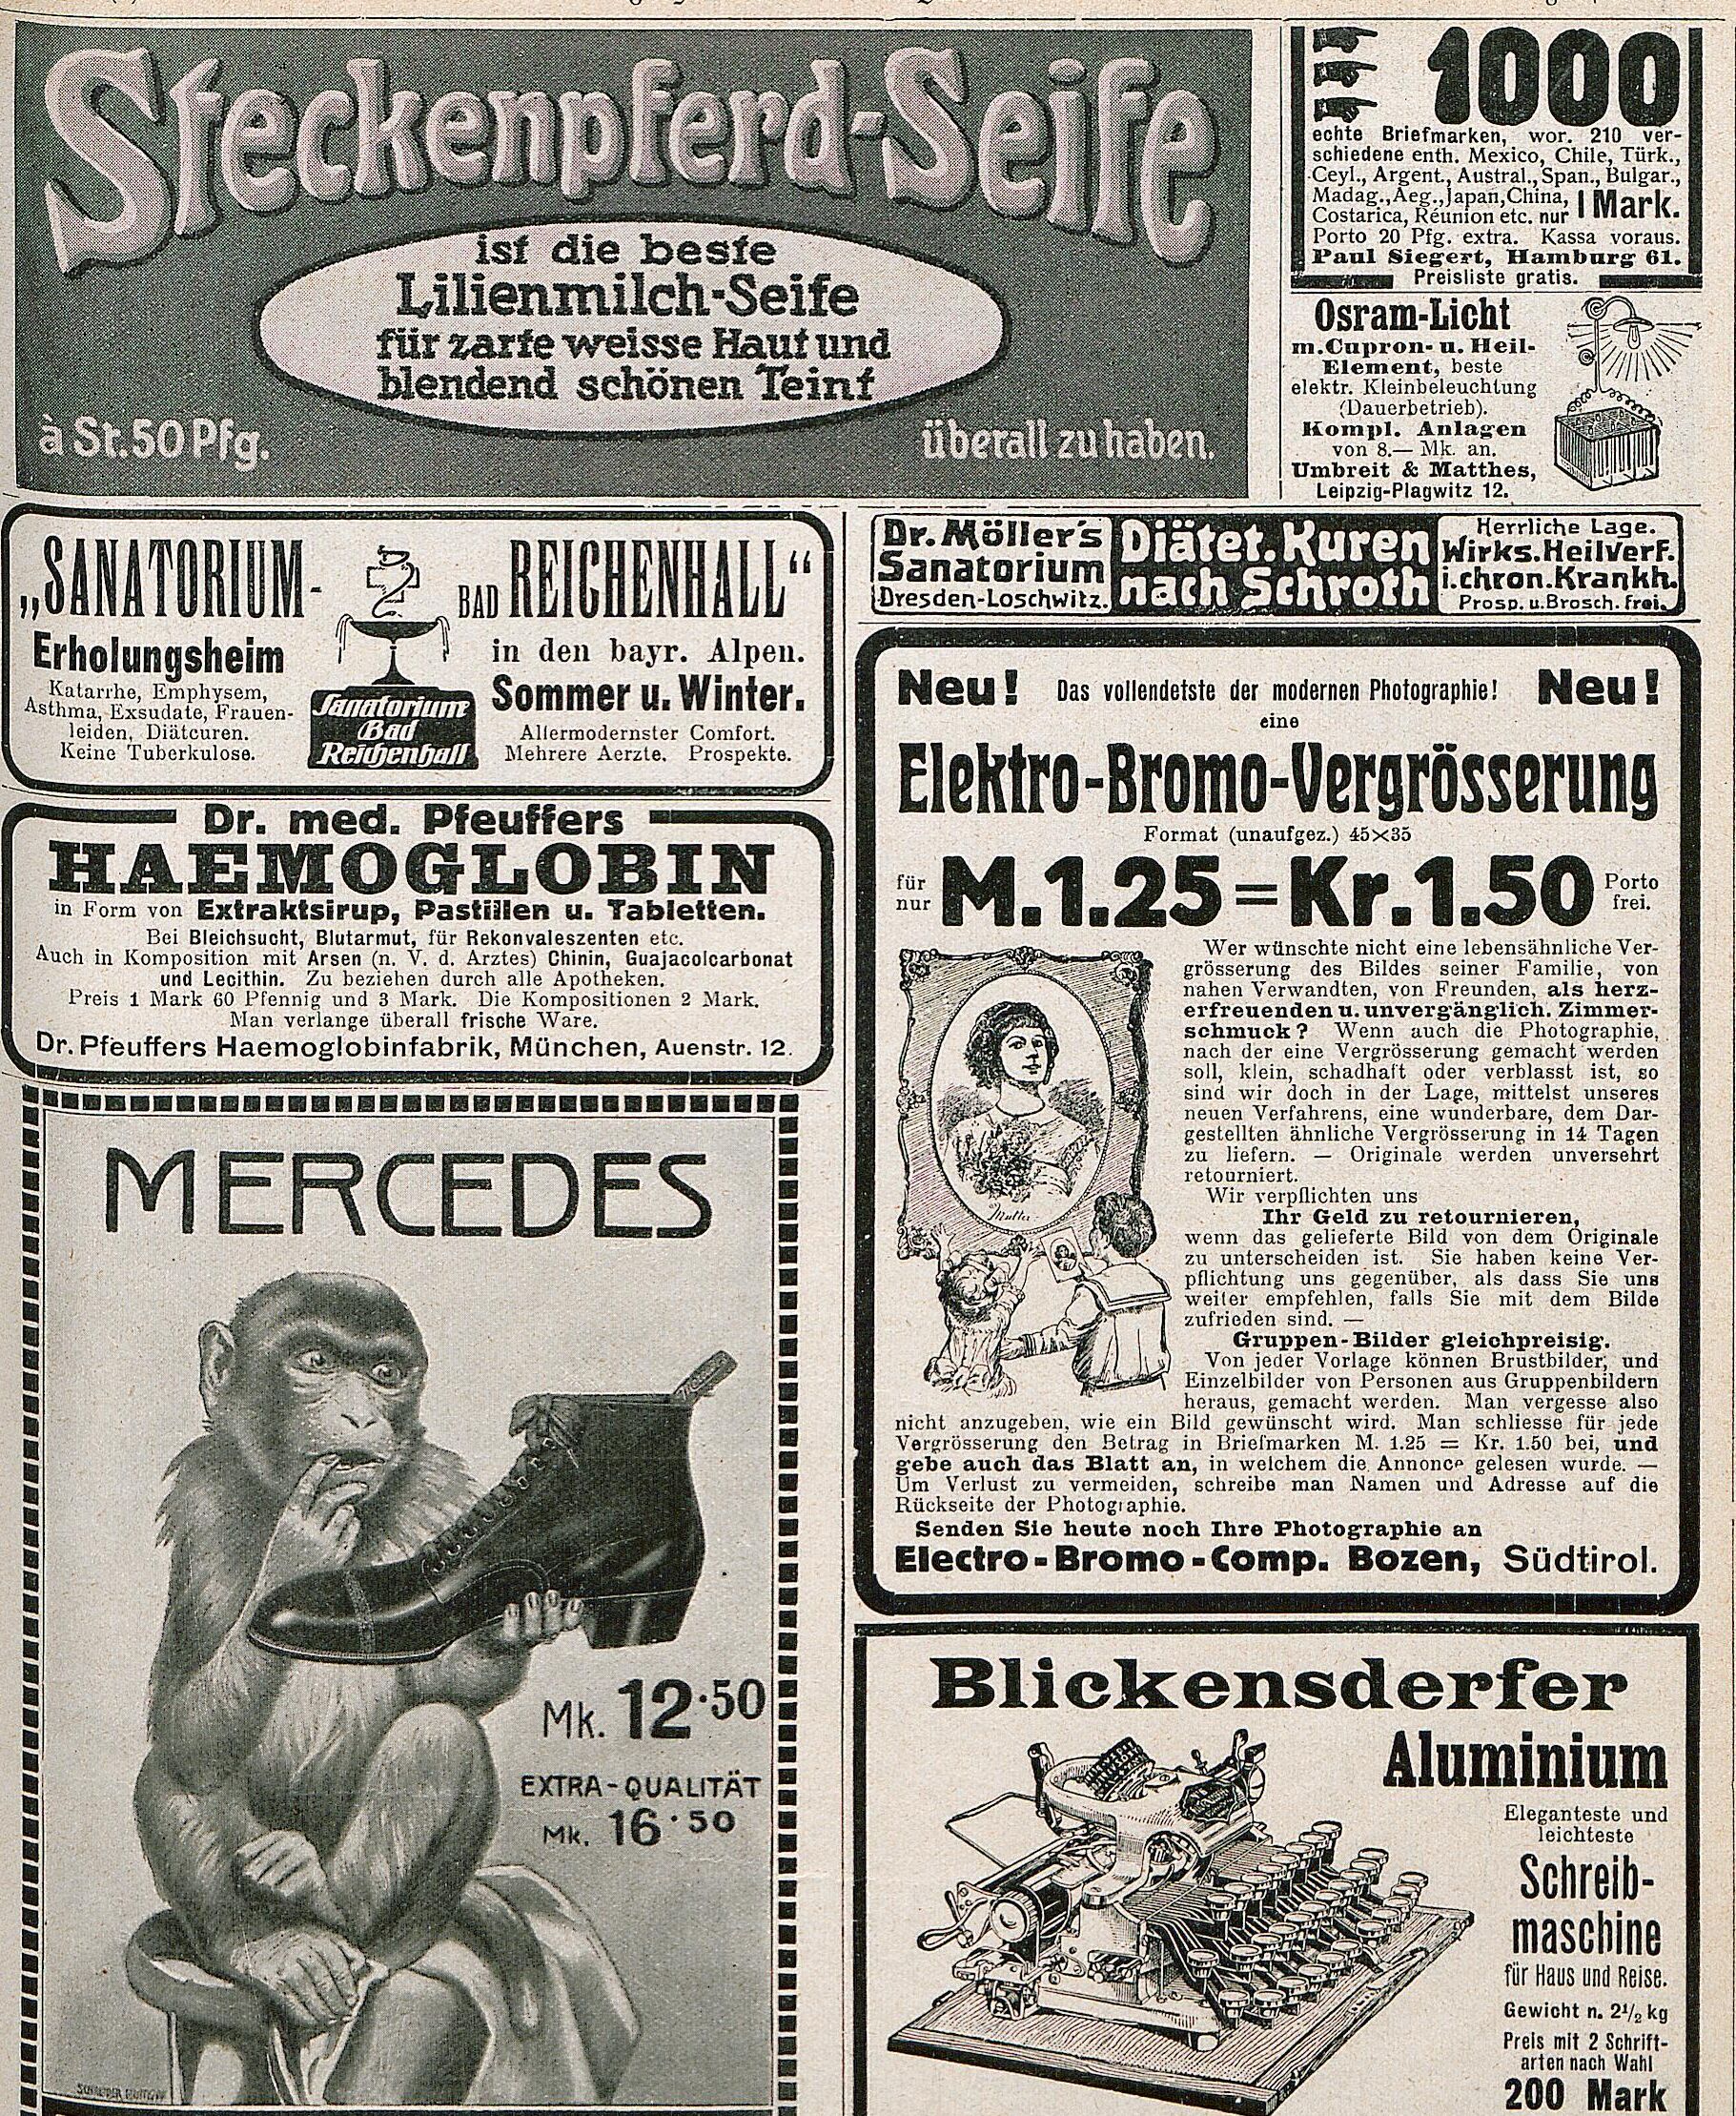 Steckenpferd-Seife
ist die beste
Lilienmilch-Seife
für zarte weisse Haut und
blendend schönen Teint
à St. 50 Pfg.
überall zu haben.
1000
echte Briefmarken, wor. 210 ver-
schiedene enth. Mexico, Chile, Türk.,
Ceyl., Argent., Austral., Span., Bulgar.,
Madag., Aeg., Japan, China,
Costarica, Réunion etc. nur 1 Mark.
Porto 20 Pfg. extra. Kassa voraus.
Paul Siegert, Hamburg 61.
Preisliste gratis.
Osram-Licht
m. Cupron- u. Heil-
Element, beste
elektr. Kleinbeleuchtung
(Dauerbetrieb).
Kompl. Anlagen
von 8.— Mk. an.
Umbreit & Matthes,
Leipzig-Plagwitz 12.
„SANATORIUM-
BAD REICHENHALL“
Erholungsheim
Katarrhe, Emphysem,
Asthma, Exsudate, Frauen-
leiden, Diätcuren.
Keine Tuberkulose.
Sanatorium
Bad
Reichenhall
in den bayr. Alpen.
Sommer u. Winter.
Allermodernster Comfort.
Mehrere Aerzte. Prospekte.
Dr. Möller's
Sanatorium
Dresden-Loschwitz.
Diätet. Kuren
nach Schroth
Herrliche Lage.
Wirks. Heilverf.
i. chron. Krankh.
Prosp. u. Brosch. frei.
Dr. med. Pfeuffers
HAEMOGLOBIN
in Form von Extraktsirup, Pastillen u. Tabletten.
Bei Bleichsucht, Blutarmut, für Rekonvaleszenten etc.
Auch in Komposition mit Arsen (n. V. d. Arztes) Chinin, Guajacolcarbonat
und Lecithin. Zu beziehen durch alle Apotheken.
Preis 1 Mark 60 Pfennig und 3 Mark. Die Kompositionen 2 Mark.
Man verlange überall frische Ware.
Dr. Pfeuffers Haemoglobinfabrik, München, Auenstr. 12.
MERCEDES
Mk. 12.50
EXTRA-QUALITÄT
Mk. 16.50
Neu! Das vollendetste der modernen Photographie! Neu!
eine
Elektro-Bromo-Vergrösserung
Format (unaufgez.) 45×35
für
nur
M. 1.25 = Kr. 1.50
Porto
frei.
Mutter
Wer wünschte nicht eine lebensähnliche Ver-
grösserung des Bildes seiner Familie, von
nahen Verwandten, von Freunden, als herz-
erfreuenden u. unvergänglich. Zimmer-
schmuck? Wenn auch die Photographie,
nach der eine Vergrösserung gemacht werden
soll, klein, schadhaft oder verblasst ist, so
sind wir doch in der Lage, mittelst unseres
neuen Verfahrens, eine wunderbare, dem Dar-
gestellten ähnliche Vergrösserung in 14 Tagen
zu liefern. — Originale werden unversehrt
retourniert.
Wir verpflichten uns
Ihr Geld zu retournieren,
wenn das gelieferte Bild von dem Originale
zu unterscheiden ist. Sie haben keine Ver-
pflichtung uns gegenüber, als dass Sie uns
weiter empfehlen, falls Sie mit dem Bilde
zufrieden sind. —
Gruppen-Bilder gleichpreisig.
Von jeder Vorlage können Brustbilder, und
Einzelbilder von Personen aus Gruppenbildern
heraus, gemacht werden. Man vergesse also
nicht anzugeben, wie ein Bild gewünscht wird. Man schliesse für jede
Vergrösserung den Betrag in Briefmarken M. 1.25 = Kr. 1.50 bei, und
gebe auch das Blatt an, in welchem die Annonce gelesen wurde. —
Um Verlust zu vermeiden, schreibe man Namen und Adresse auf die
Rückseite der Photographie.
Senden Sie heute noch Ihre Photographie an
Electro-Bromo-Comp. Bozen, Südtirol.
Blickensderfer
Aluminium
Eleganteste und
leichteste
Schreib-
maschine
für Haus und Reise.
Gewicht n. 2½ kg
Preis mit 2 Schrift-
arten nach Wahl
200 Mark